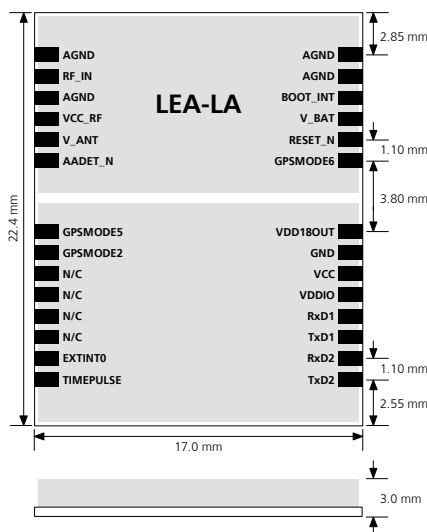 2.85 mm
AGND AGND
RF_IN AGND
AGND BOOT_INT
LEA-LA
VCC_RF V_BAT
V_ANT RESET_N
1.10 mm
AADET_N GPSMODE6
3.80 mm
22.4 mm
GPSMODE5 VDD18OUT
GPSMODE2 GND
N/C VCC
N/C VDDIO
N/C RxD1
TxD1
EXTINT0 RxD2
1.10 mm
TIMEPULSE TxD2
2.55 mm
17.0 mm
3.0 mm